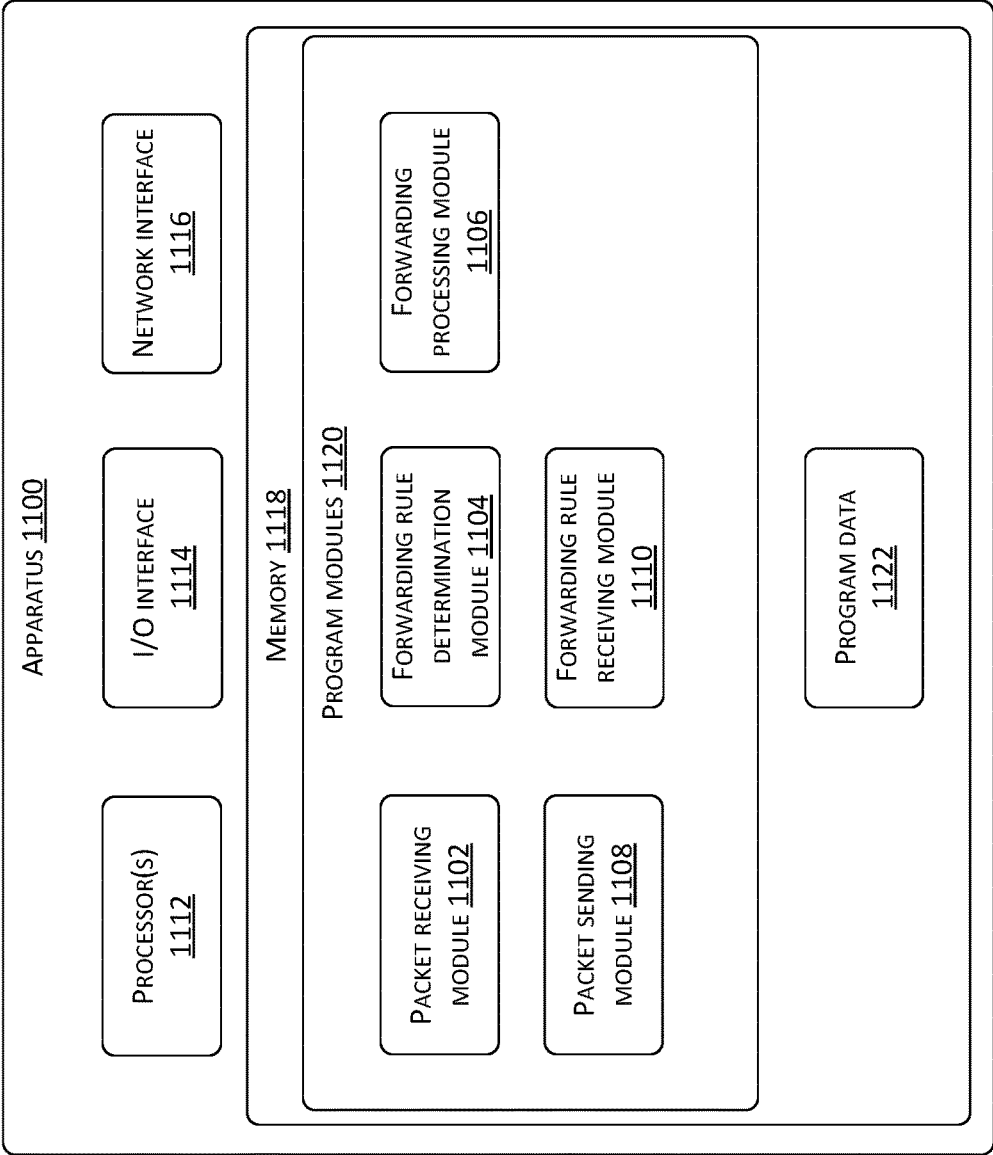 APPARATUS 1100
PROCESSOR(S)
1112
I/O INTERFACE
1114
NETWORK INTERFACE
1116
MEMORY 1118
PROGRAM MODULES 1120
PACKET RECEIVING
MODULE 1102
FORWARDING RULE
DETERMINATION
MODULE 1104
FORWARDING
PROCESSING MODULE
1106
PACKET SENDING
MODULE 1108
FORWARDING RULE
RECEIVING MODULE
1110
PROGRAM DATA
1122